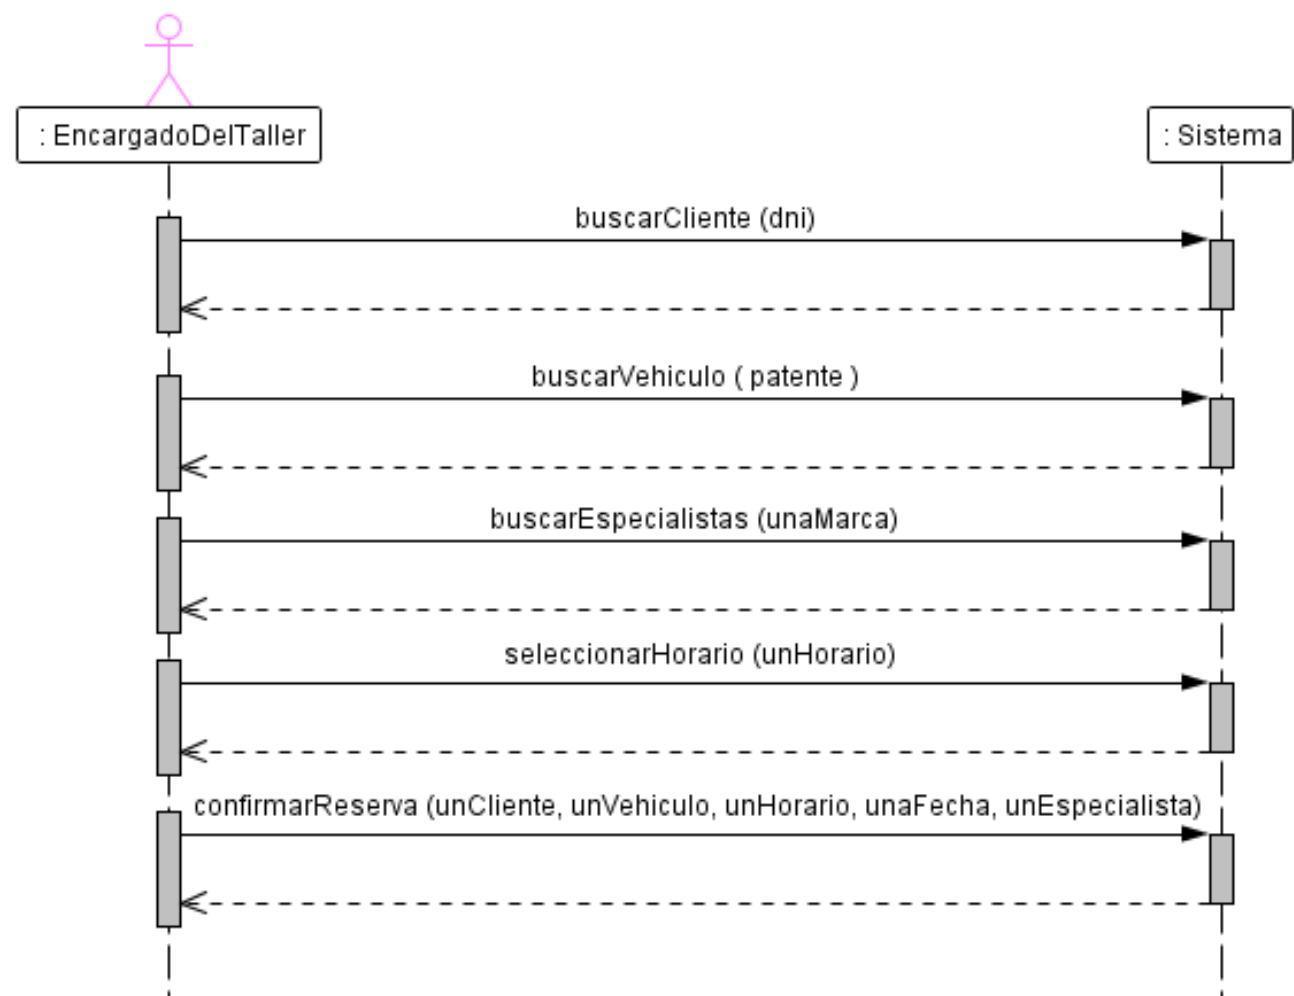 : EncargadoDelTaller
: Sistema
buscarCliente (dni)
buscarVehiculo ( patente )
buscarEspecialistas (unaMarca)
seleccionarHorario (unHorario)
confirmarReserva (unCliente, unVehiculo, unHorario, unaFecha, unEspecialista)